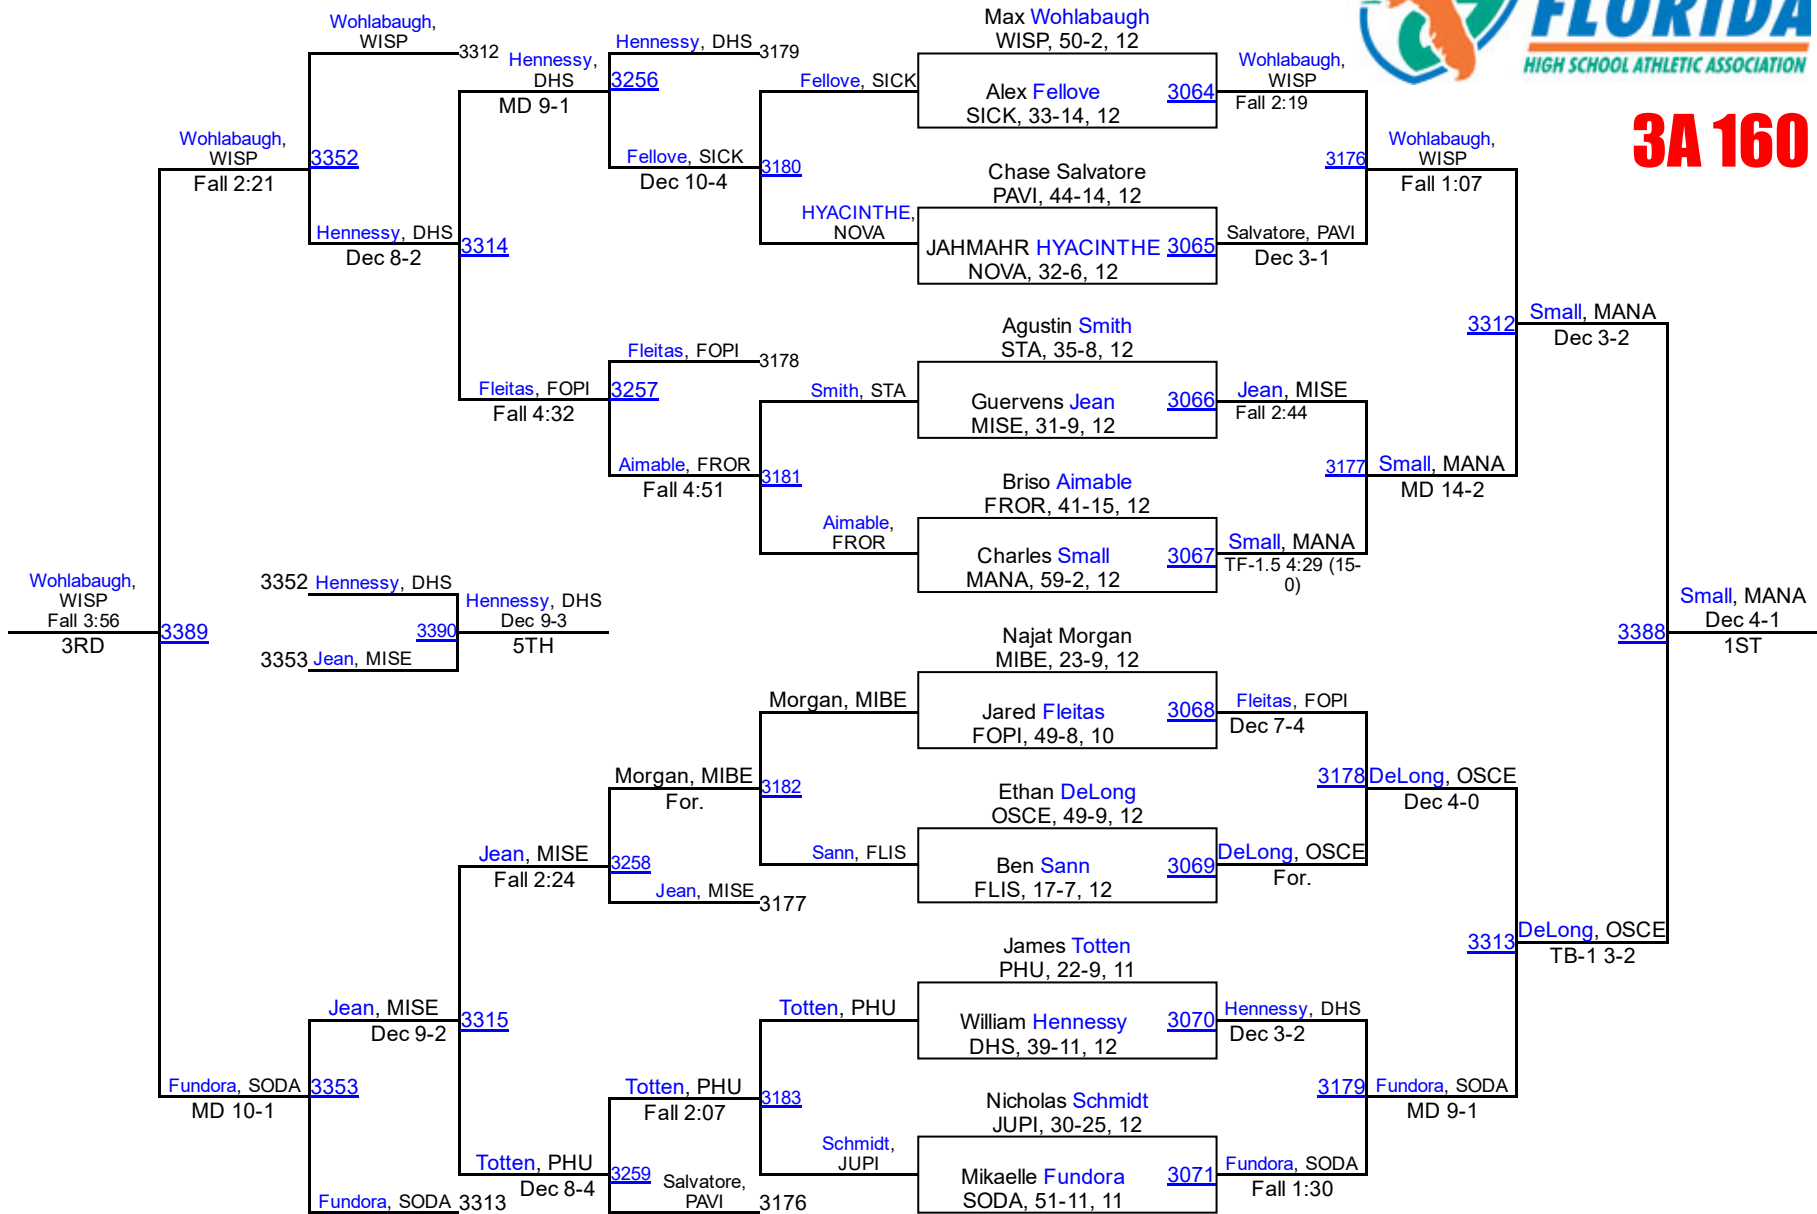 Wohlabaugh,
WISP
3312
Hennessy,
DHS
MD 9-1
Hennessy, DHS
3179
3256
Fellove, SICK
Fellove, SICK
Dec 10-4
3180
HYACINTHE,
NOVA
Wohlabaugh,
WISP
Fall 2:21
3352
Hennessy, DHS
Dec 8-2
3314
Fleitas, FOPI
3178
Fleitas, FOPI
Fall 4:32
3257
Smith, STA
Aimable, FROR
Fall 4:51
3181
Aimable,
FROR
Wohlabaugh,
WISP
Fall 3:56
3RD
3389
3352 Hennessy, DHS
3353 Jean, MISE
3390
Hennessy, DHS
Dec 9-3
5TH
Morgan, MIBE
Morgan, MIBE
For.
3182
Sann, FLIS
Jean, MISE
Fall 2:24
3258
Jean, MISE
3177
Jean, MISE
Dec 9-2
3315
Totten, PHU
Totten, PHU
Fall 2:07
3183
Schmidt,
JUPI
Fundora, SODA
MD 10-1
3353
Totten, PHU
Dec 8-4
3259
Salvatore,
PAVI
3176
Fundora, SODA 3313
Max Wohlabaugh
WISP, 50-2, 12
Alex Fellove
SICK, 33-14, 12
3064
Chase Salvatore
PAVI, 44-14, 12
JAHMAHR HYACINTHE
NOVA, 32-6, 12
3065
Agustin Smith
STA, 35-8, 12
Guervens Jean
MISE, 31-9, 12
3066
Briso Aimable
FROR, 41-15, 12
Charles Small
MANA, 59-2, 12
3067
Najat Morgan
MIBE, 23-9, 12
Jared Fleitas
FOPI, 49-8, 10
3068
Ethan DeLong
OSCE, 49-9, 12
Ben Sann
FLIS, 17-7, 12
3069
James Totten
PHU, 22-9, 11
William Hennessy
DHS, 39-11, 12
3070
Nicholas Schmidt
JUPI, 30-25, 12
Mikaelle Fundora
SODA, 51-11, 11
3071
Wohlabaugh,
WISP
Fall 2:19
Salvatore, PAVI
Dec 3-1
3176
Wohlabaugh,
WISP
Fall 1:07
Jean, MISE
Fall 2:44
Small, MANA
TF-1.5 4:29 (15-
0)
3177
Small, MANA
MD 14-2
3312
Small, MANA
Dec 3-2
Fleitas, FOPI
Dec 7-4
DeLong, OSCE
For.
3178
DeLong, OSCE
Dec 4-0
Hennessy, DHS
Dec 3-2
Fundora, SODA
Fall 1:30
3179
Fundora, SODA
MD 9-1
3313
DeLong, OSCE
TB-1 3-2
3388
Small, MANA
Dec 4-1
1ST
FLORIDA
HIGH SCHOOL ATHLETIC ASSOCIATION
3A 160